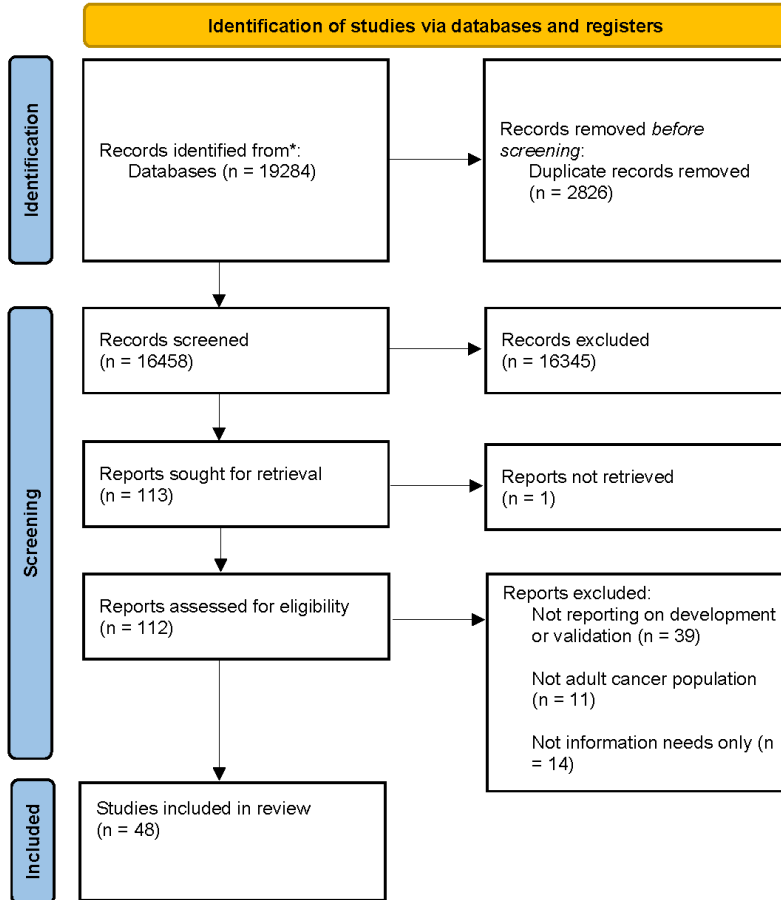 Identification of studies via databases and registers
Identification
Records identified from*:
Databases (n = 19284)
Records removed before
screening:
Duplicate records removed
(n = 2826)
Screening
Records screened
(n = 16458)
Records excluded
(n = 16345)
Reports sought for retrieval
(n = 113)
Reports not retrieved
(n = 1)
Reports assessed for eligibility
(n = 112)
Reports excluded:
Not reporting on development
or validation (n = 39)
Not adult cancer population
(n = 11)
Not information needs only (n
= 14)
Included
Studies included in review
(n = 48)